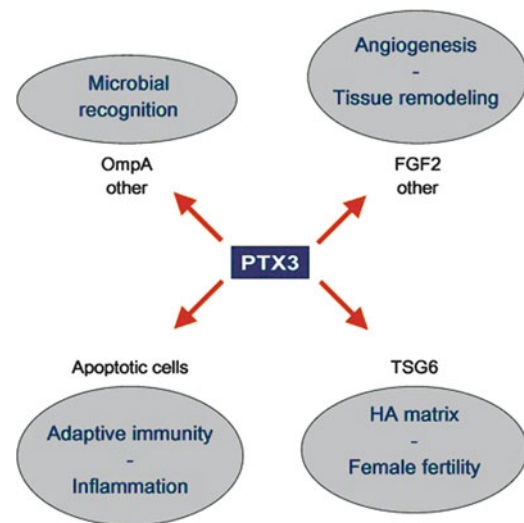 Microbial
recognition
OmpA
other
Angiogenesis
-
Tissue remodeling
FGF2
other
PTX3
Apoptotic cells
Adaptive immunity
-
Inflammation
TSG6
HA matrix
-
Female fertility